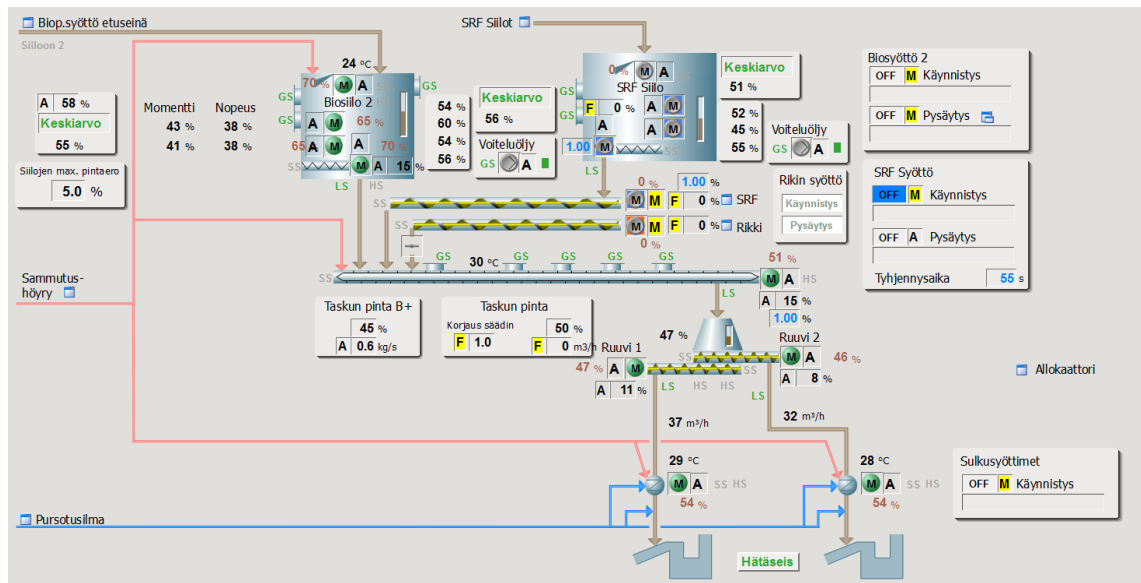 Biop.syöttö etuseinä
SRF Siilot
Siiloon 2
24 °C
70 %
M A SS HS
GS
Biosiilo 2
GS
A M 65 %
GS
65 A M A 70 %
SS M A 15 %
LS HS
A 58 %
Keskiarvo
55 %
Siilojen max. pintaero
5.0 %
Momentti Nopeus
43 % 38 %
41 % 38 %
54 %
60 %
54 %
56 %
Keskiarvo
56 %
Voiteluöljy
GS A
0 % M A SS
GS
SRF Siilo
F 0 % A M
GS
A A M
1.00 M SS
LS
Keskiarvo
51 %
52 %
45 %
55 %
Voiteluöljy
GS A
Biosyöttö 2
OFF M Käynnistys
OFF M Pysäytys
SRF Syöttö
OFF M Käynnistys
OFF A Pysäytys
Tyhjennysaika 55 s
Rikin syöttö
Käynnistys
Pysäytys
0 % 1.00 %
SS M M F 0 % SRF
SS M M F 0 % Rikki
0 %
30 °C
GS GS GS GS GS
51 %
SS M A HS
A 15 %
1.00 %
LS
Sammutus-
höyry
Taskun pinta B+
45 %
A 0.6 kg/s
Taskun pinta
Korjaus säädin 50 %
F 1.0 F 0 m3/h
47 %
Ruuvi 1
Ruuvi 2
SS M A 46 %
47 % A M SS
A 8 %
A 11 % LS HS HS
LS
Allokaattori
37 m³/h
32 m³/h
29 °C
M A SS HS
54 %
28 °C
M A SS HS
54 %
Sulkusyöttimet
OFF M Käynnistys
Pursotusilma
Hätäseis